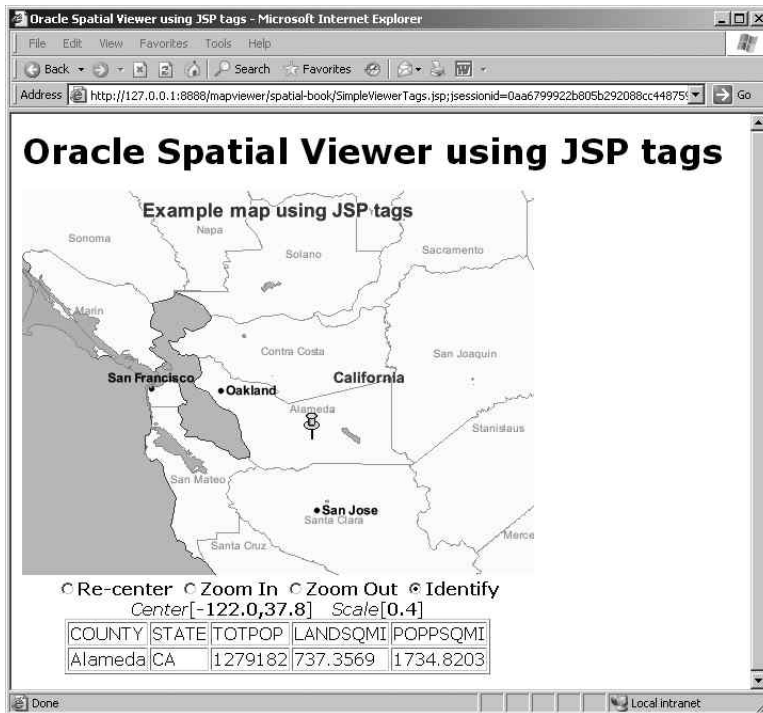 Oracle Spatial Viewer using JSP tags - Microsoft Internet Explorer
File Edit View Favorites Tools Help
Back Search Favorites
Address http://127.0.0.1:8888/mapviewer/spatial-book/SimpleViewerTags.jsp;jsessionid=0aa6799922b805b292088cc44875 Go
Oracle Spatial Viewer using JSP tags
Example map using JSP tags
Napa
Sonoma
Solano
Sacramento
Marin
Contra Costa
San Joaquin
San Francisco
California
Oakland
Alameda
Stanislaus
San Mateo
San Jose
Santa Clara
Merce
Santa Cruz
Re-center Zoom In Zoom Out Identify
Center[-122.0,37.8] Scale[0.4]
COUNTY STATE TOTPOP LANDSQMI POPPSQMI
Alameda CA 1279182 737.3569 1734.8203
Done Local intranet